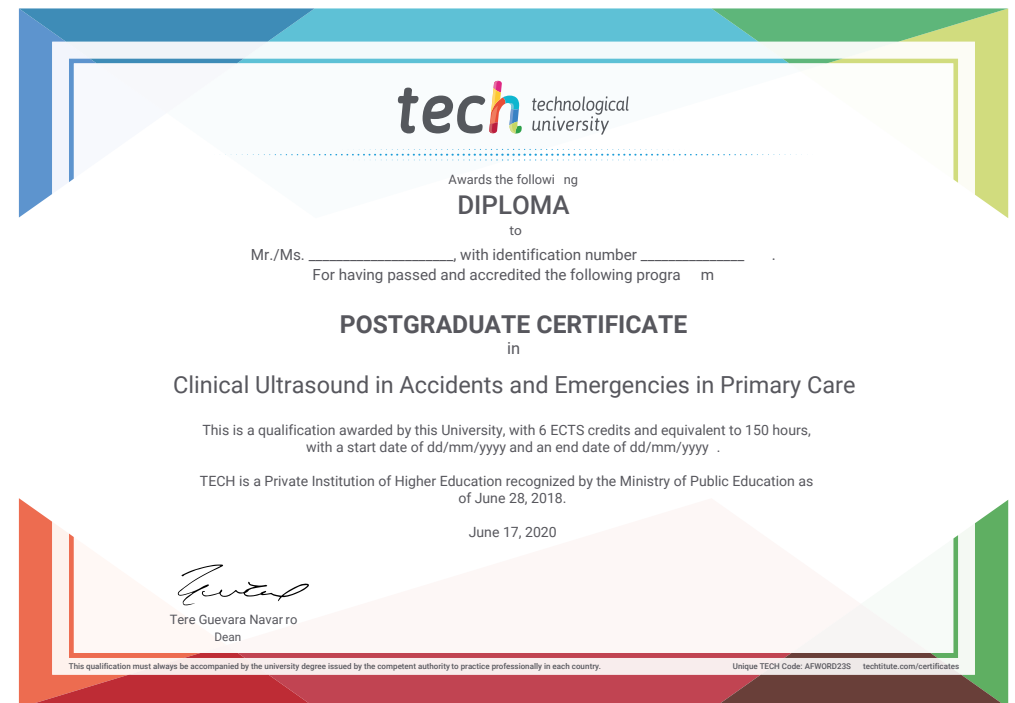 tech technological
university
Awards the followi ng
DIPLOMA
to
Mr./Ms. _____________________, with identification number _______________ .
For having passed and accredited the following progra m
POSTGRADUATE CERTIFICATE
in
Clinical Ultrasound in Accidents and Emergencies in Primary Care
This is a qualification awarded by this University, with 6 ECTS credits and equivalent to 150 hours,
with a start date of dd/mm/yyyy and an end date of dd/mm/yyyy .
TECH is a Private Institution of Higher Education recognized by the Ministry of Public Education as
of June 28, 2018.
June 17, 2020
Tere Guevara Navar ro
Dean
This qualification must always be accompanied by the university degree issued by the competent authority to practice professionally in each country.
Unique TECH Code: AFWORD23S techtitute.com/certificates